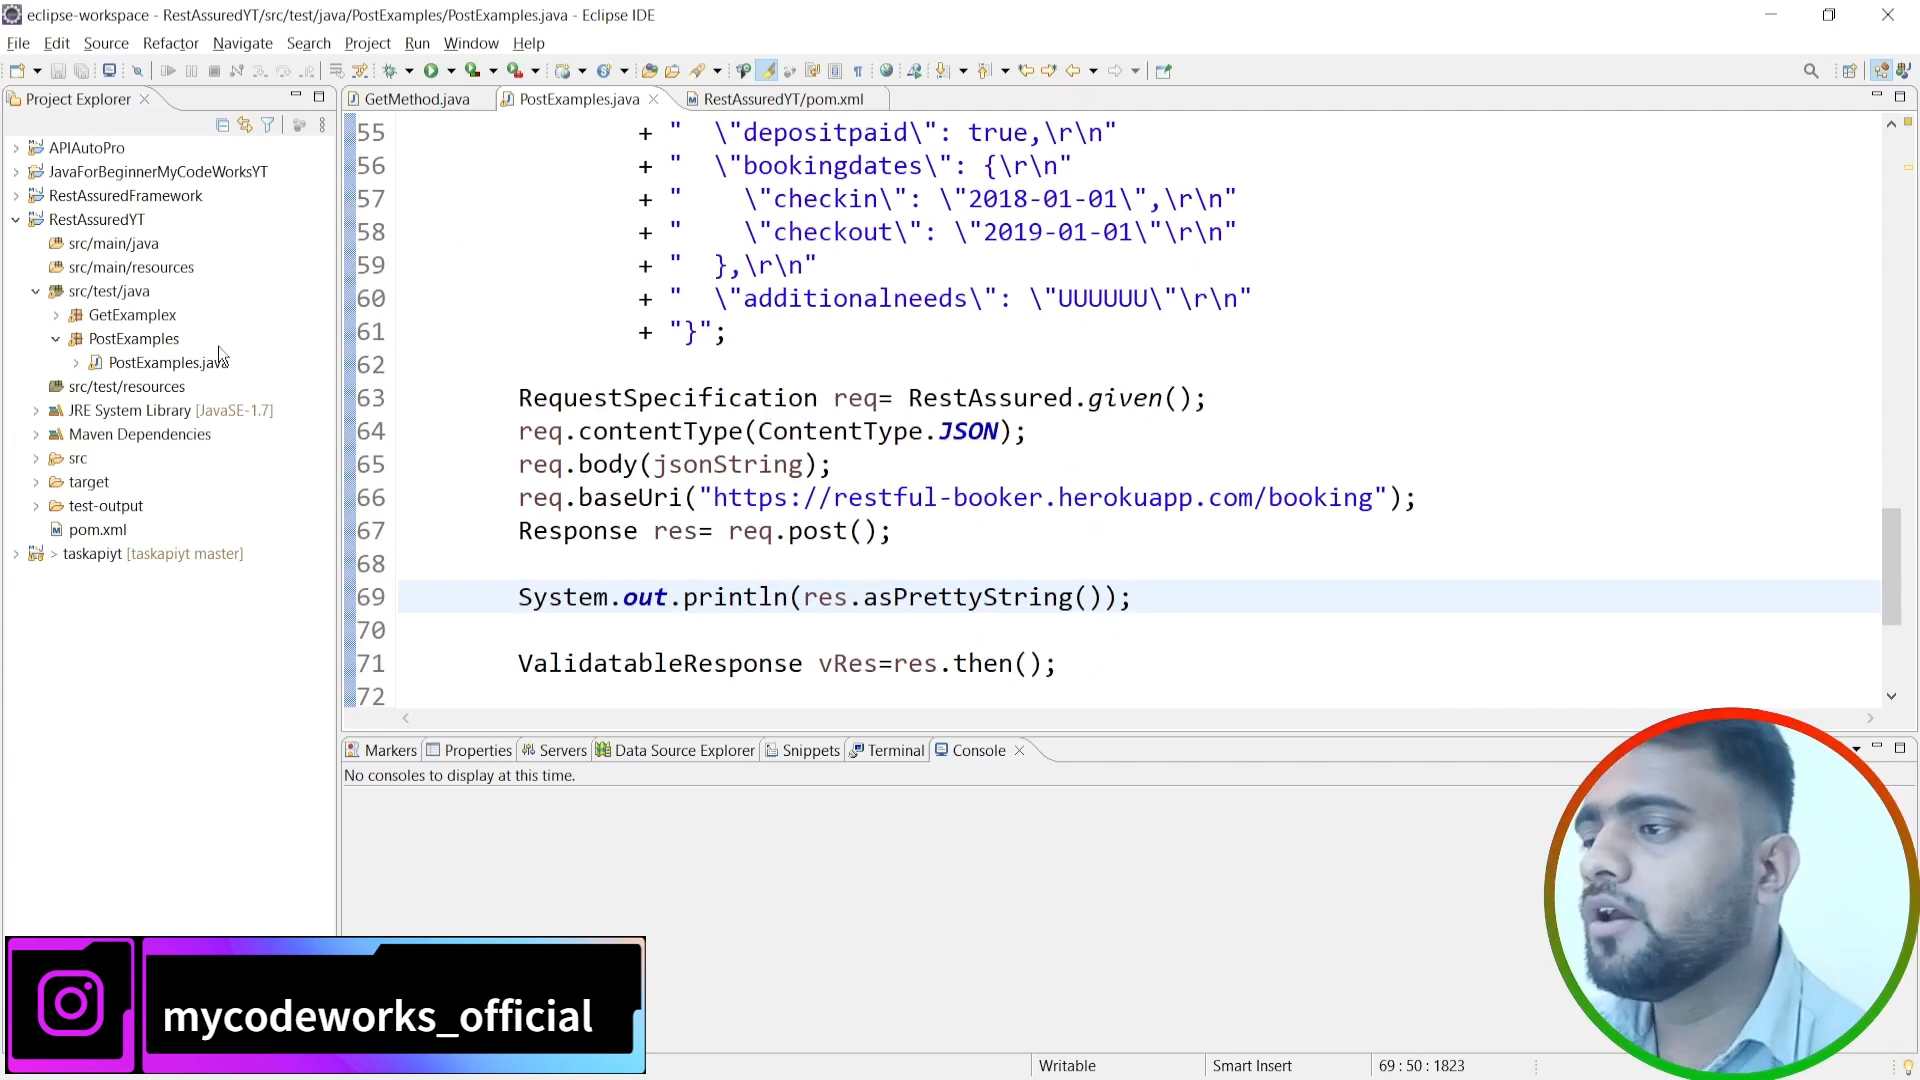 eclipse-workspace - RestAssuredYT/src/test/java/PostExamples/PostExamples.java - Eclipse IDE
File Edit Source Refactor Navigate Search Project Run Window Help
Project Explorer
GetMethod.java PostExamples.java RestAssuredYT/pom.xml
APIAutoPro
JavaForBeginnerMyCodeWorksYT
RestAssuredFramework
RestAssuredYT
src/main/java
src/main/resources
src/test/java
GetExamplex
PostExamples
PostExamples.java
src/test/resources
JRE System Library [JavaSE-1.7]
Maven Dependencies
src
target
test-output
pom.xml
> taskapiyt [taskapiyt master]
55 + " \"depositpaid\": true,\r\n"
56 + " \"bookingdates\": {\r\n"
57 + " \"checkin\": \"2018-01-01\",\r\n"
58 + " \"checkout\": \"2019-01-01\"\r\n"
59 + " },\r\n"
60 + " \"additionalneeds\": \"UUUUUU\"\r\n"
61 + "}";
62
63 RequestSpecification req= RestAssured.given();
64 req.contentType(ContentType.JSON);
65 req.body(jsonString);
66 req.baseUri("https://restful-booker.herokuapp.com/booking");
67 Response res= req.post();
68
69 System.out.println(res.asPrettyString());
70
71 ValidatableResponse vRes=res.then();
72
Markers Properties Servers Data Source Explorer Snippets Terminal Console
No consoles to display at this time.
mycodeworks_official
Writable Smart Insert 69 : 50 : 1823